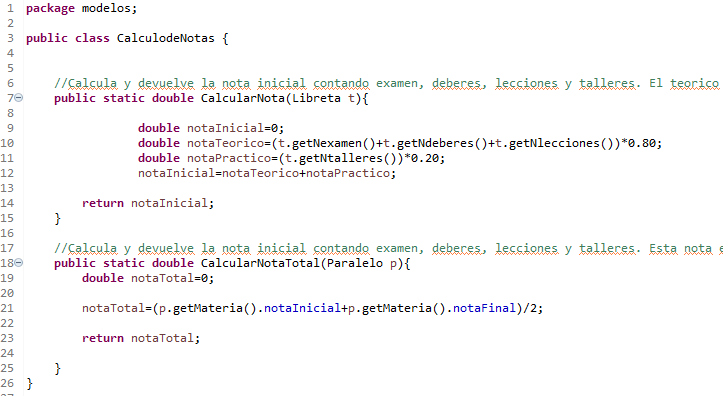 1 package modelos;
2
3 public class CalculodeNotas {
4
5
6 //Calcula y devuelve la nota inicial contando examen, deberes, lecciones y talleres. El teorico
7 public static double CalcularNota(Libreta t){
8
9 double notaInicial=0;
10 double notaTeorico=(t.getNexamen()+t.getNdeberes()+t.getNlecciones())*0.80;
11 double notaPractico=(t.getNtalleres())*0.20;
12 notaInicial=notaTeorico+notaPractico;
13
14 return notaInicial;
15 }
16
17 //Calcula y devuelve la nota inicial contando examen, deberes, lecciones y talleres. Esta nota e
18 public static double CalcularNotaTotal(Paralelo p){
19 double notaTotal=0;
20
21 notaTotal=(p.getMateria().notaInicial+p.getMateria().notaFinal)/2;
22
23 return notaTotal;
24
25 }
26 }